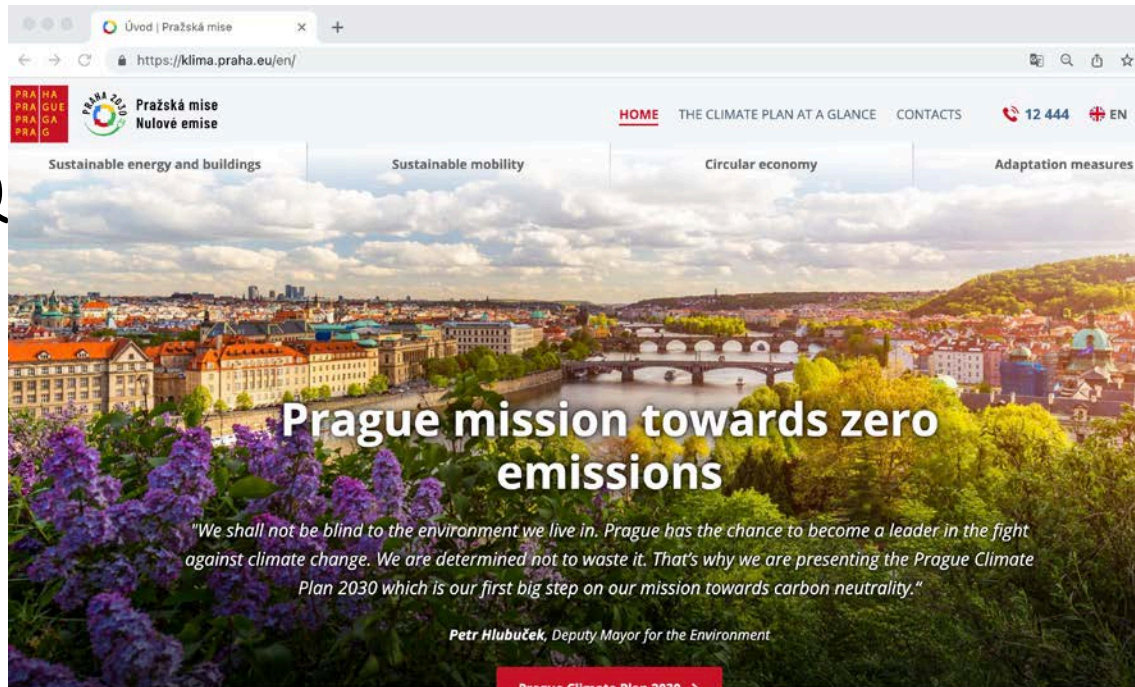 Úvod | Pražská mise
https://klima.praha.eu/en/
PRA HA
PRA GUE
PRA GA
PRA G
PRAHA 2030
Pražská mise
Nulové emise
HOME THE CLIMATE PLAN AT A GLANCE CONTACTS 12 444 EN
Sustainable energy and buildings Sustainable mobility Circular economy Adaptation measures
Prague mission towards zero
emissions
"We shall not be blind to the environment we live in. Prague has the chance to become a leader in the fight
against climate change. We are determined not to waste it. That's why we are presenting the Prague Climate
Plan 2030 which is our first big step on our mission towards carbon neutrality.“
Petr Hlubuček, Deputy Mayor for the Environment
Prague Climate Plan 2030